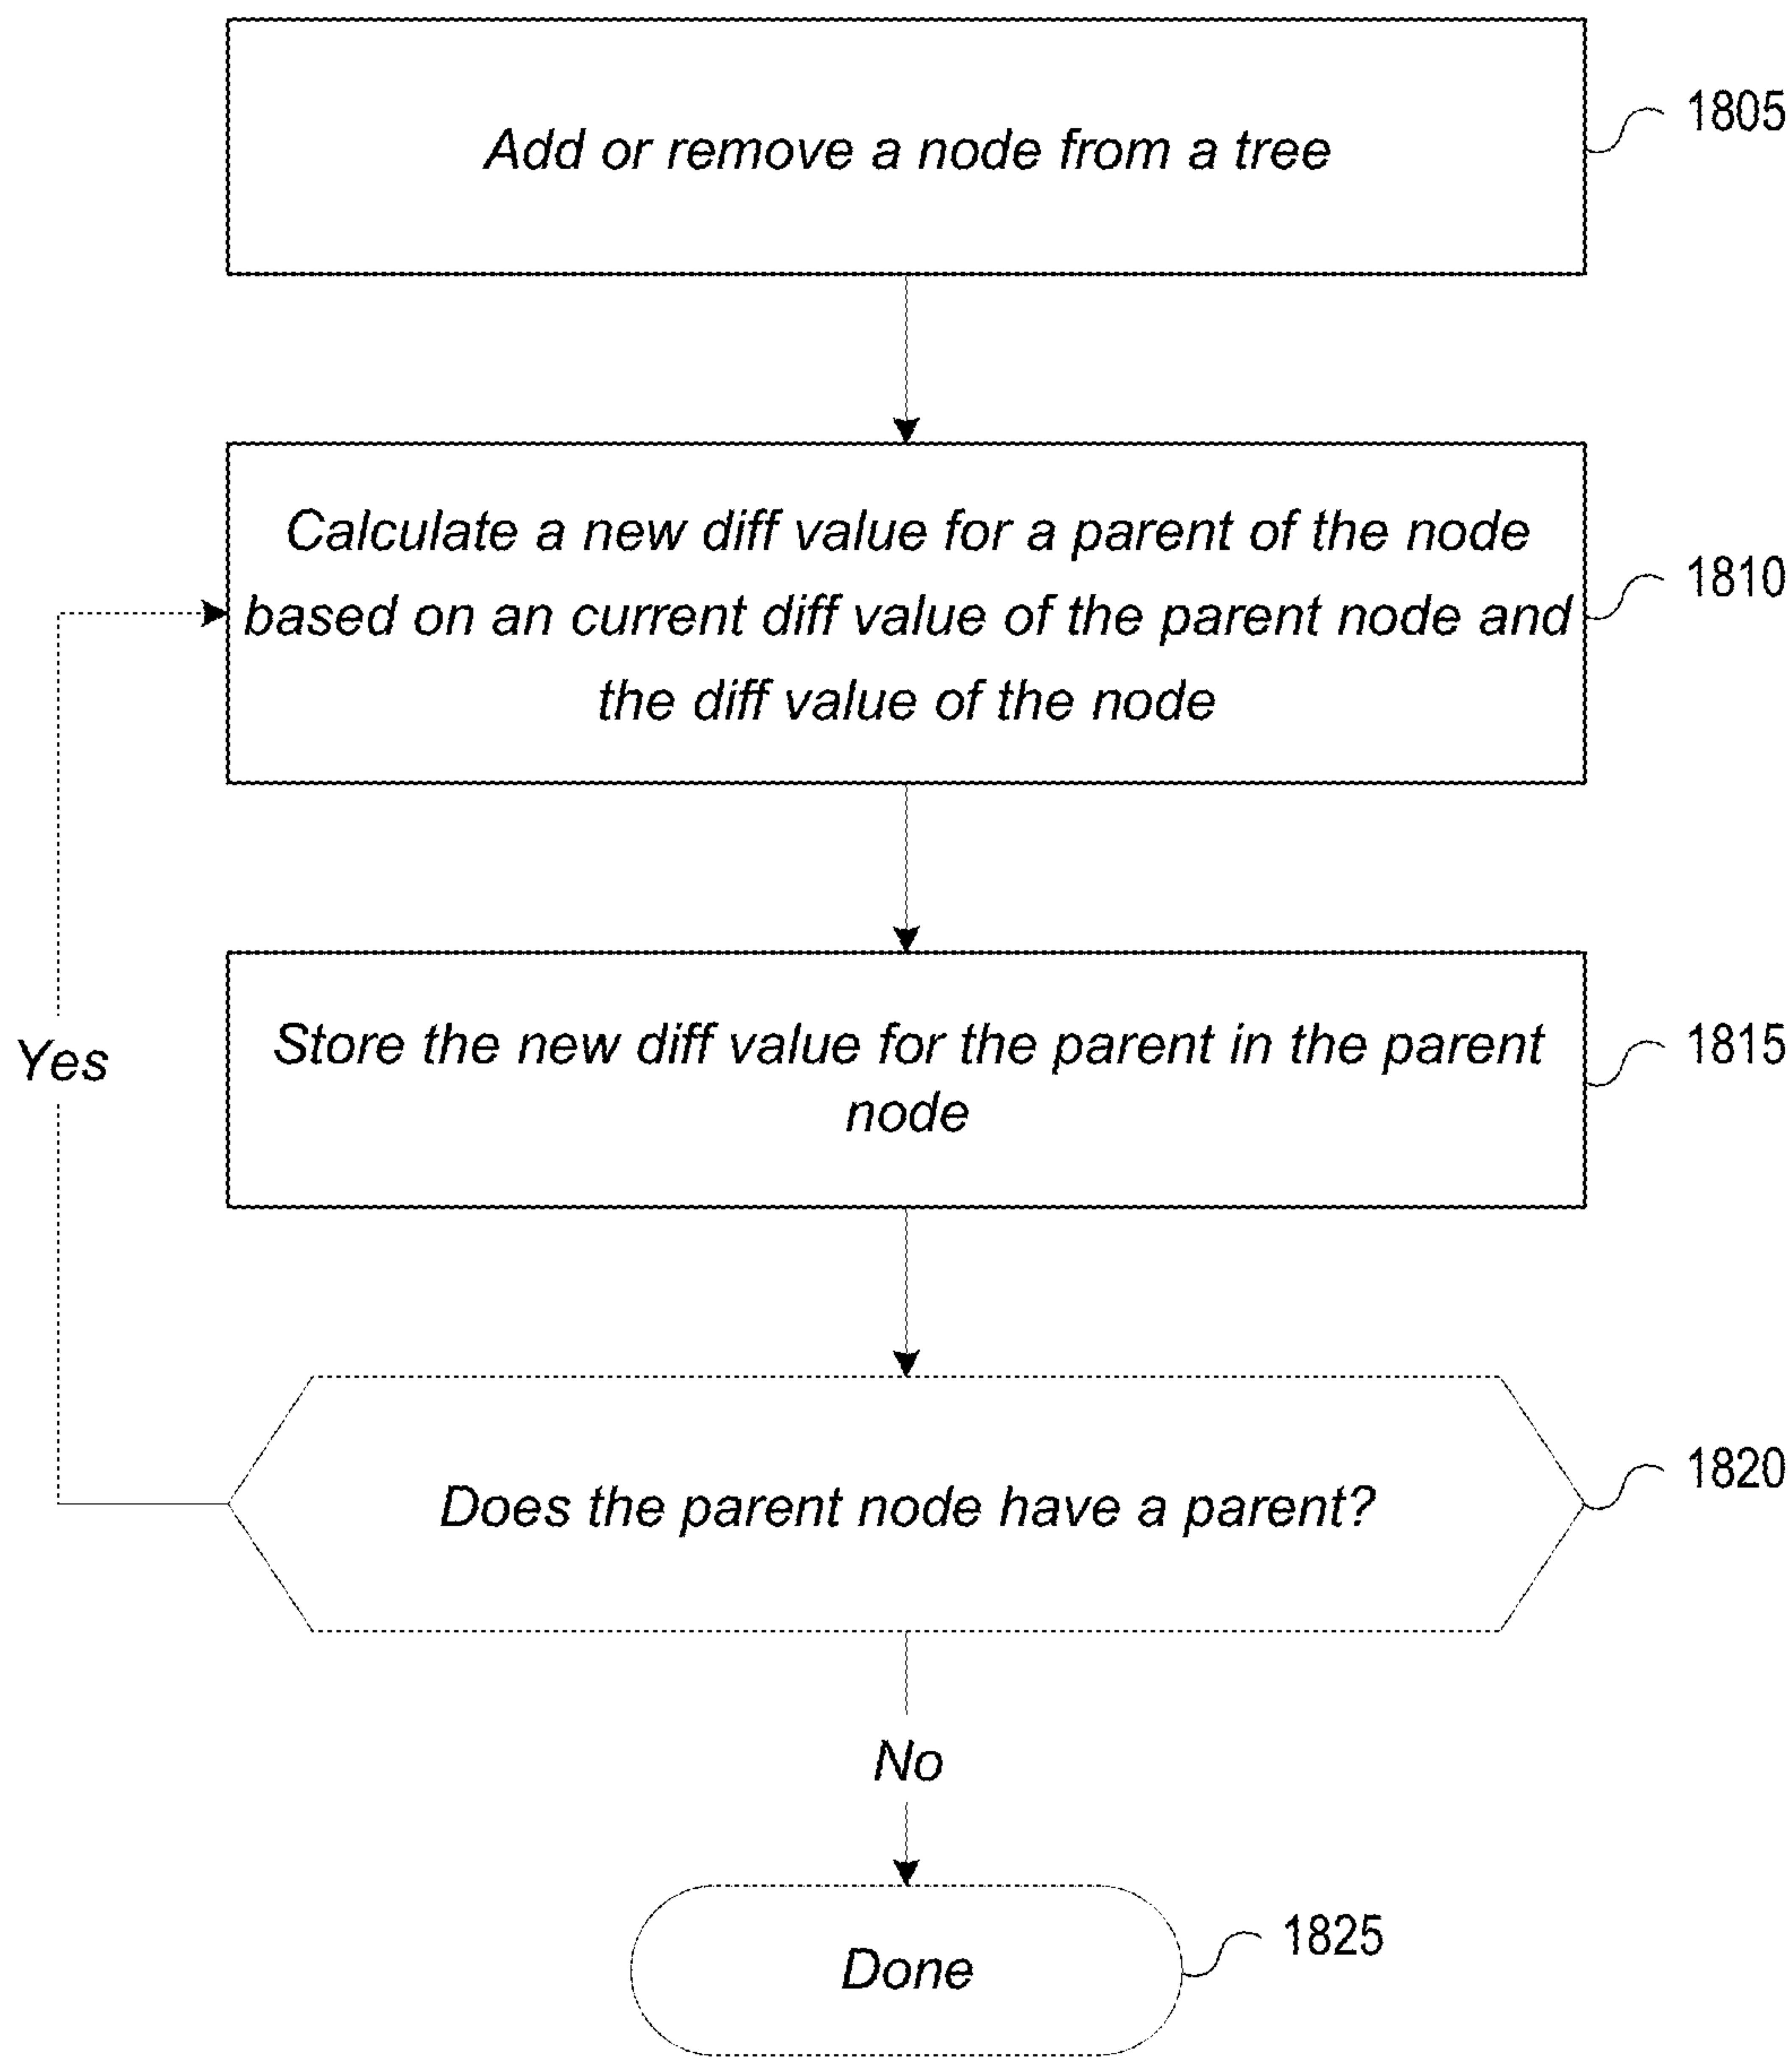 Add or remove a node from a tree
1805
Calculate a new diff value for a parent of the node
based on an current diff value of the parent node and
the diff value of the node
1810
Store the new diff value for the parent in the parent
node
1815
Yes
Does the parent node have a parent?
1820
No
Done
1825